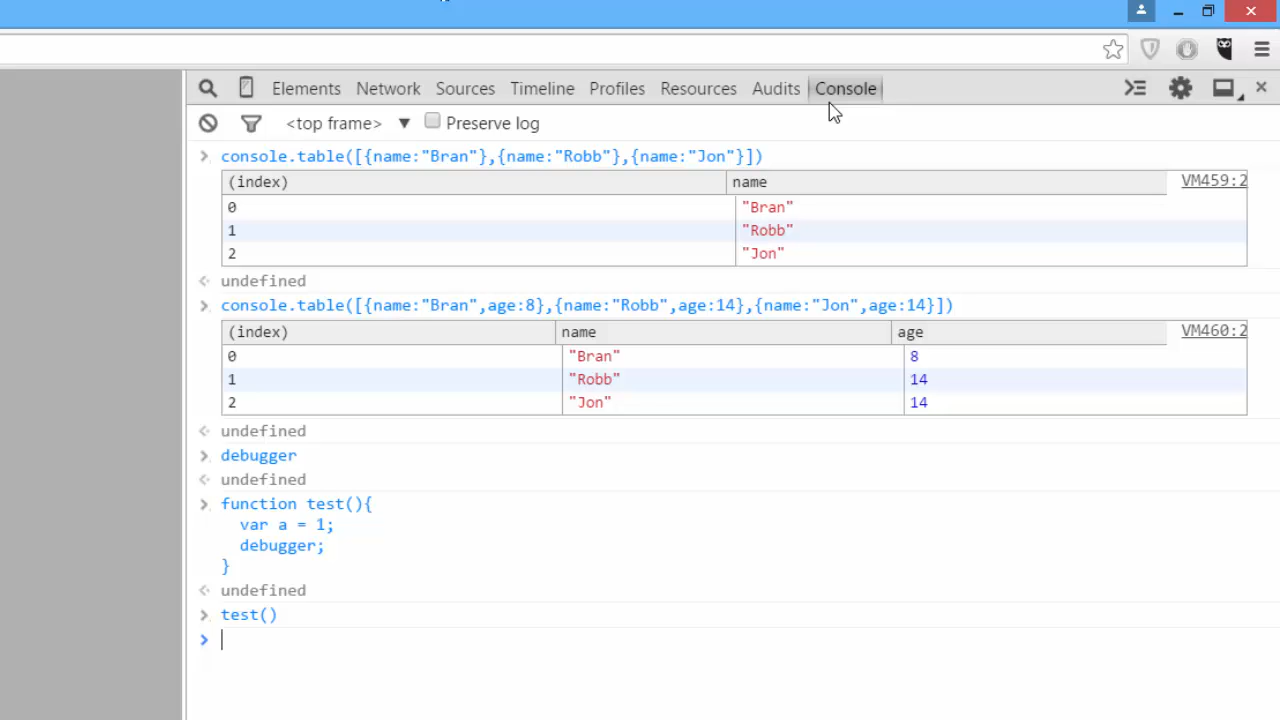 Elements Network Sources Timeline Profiles Resources Audits Console
<top frame> ▼ Preserve log
> console.table([{name:"Bran"},{name:"Robb"},{name:"Jon"}])
(index) name VM459:2
0 "Bran"
1 "Robb"
2 "Jon"
undefined
> console.table([{name:"Bran",age:8},{name:"Robb",age:14},{name:"Jon",age:14}])
(index) name age VM460:2
0 "Bran" 8
1 "Robb" 14
2 "Jon" 14
undefined
> debugger
undefined
> function test(){
var a = 1;
debugger;
}
undefined
> test()
>